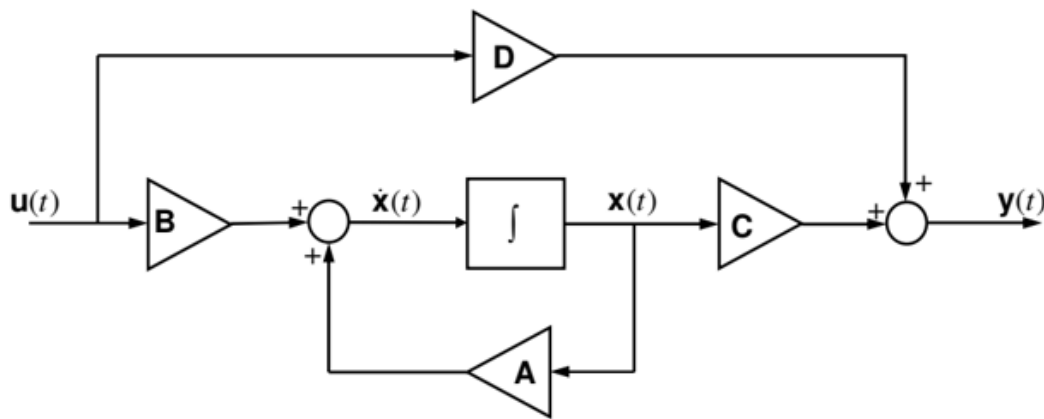 D
+
u(t) B + ẋ(t) ∫ x(t) C + y(t)
+
A